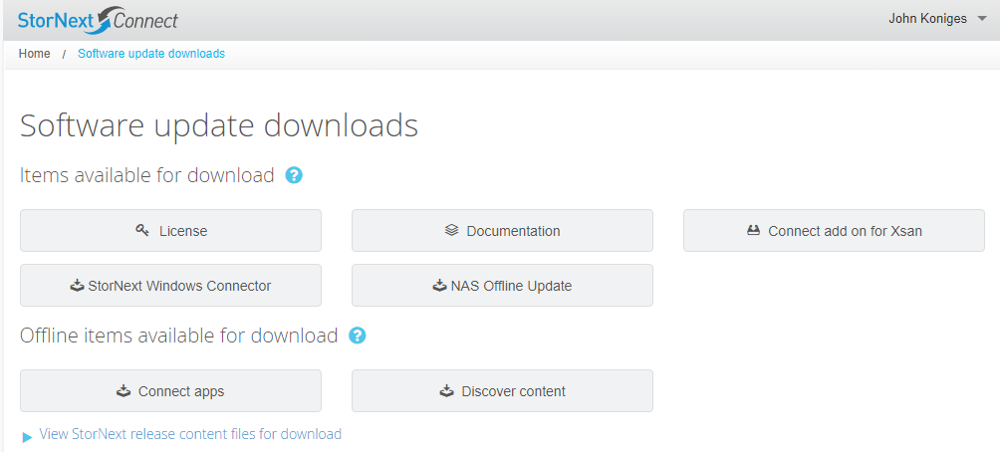 StorNext Connect
John Koniges
Home / Software update downloads
Software update downloads
Items available for download ?
License
Documentation
Connect add on for Xsan
StorNext Windows Connector
NAS Offline Update
Offline items available for download ?
Connect apps
Discover content
View StorNext release content files for download